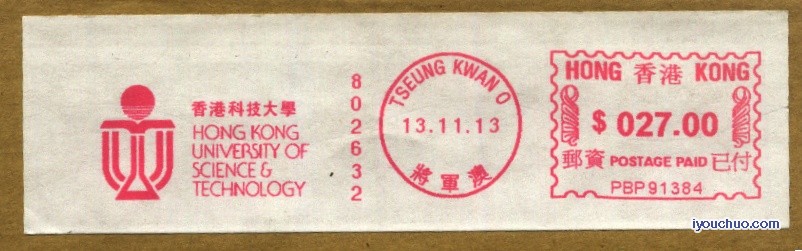 香港科技大學
HONG KONG
UNIVERSITY OF
SCIENCE &
TECHNOLOGY
8026632
TSEUNG KWAN O
13.11.13
將軍澳
HONG 香港 KONG
$ 027.00
郵資 POSTAGE PAID 已付
PBP91384
iyouchuo.com